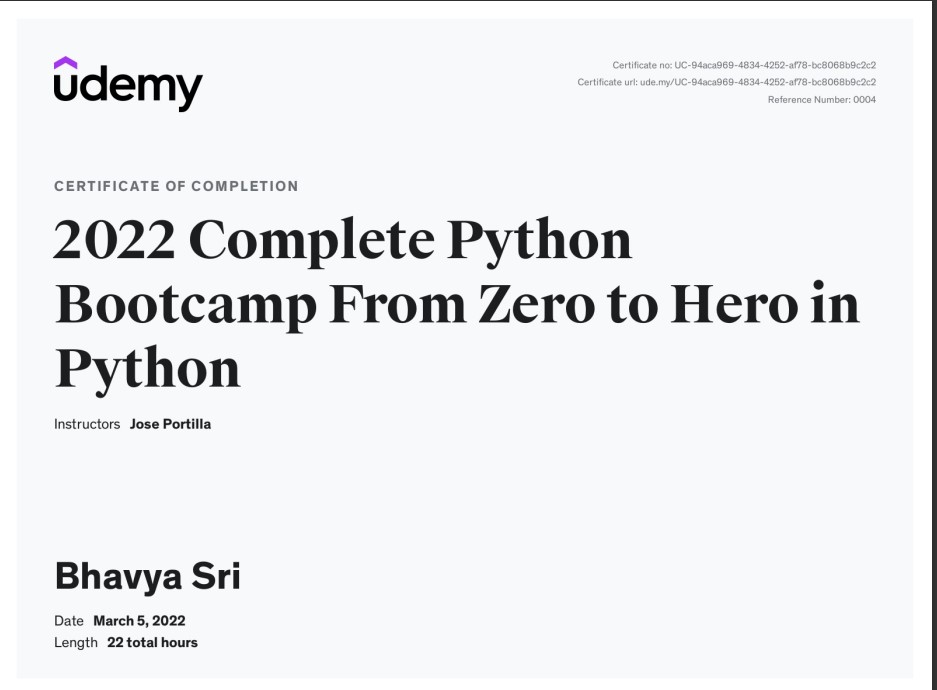 udemy
Certificate no: UC-94aca969-4834-4252-af78-bc8068b9c2c2
Certificate url: ude.my/UC-94aca969-4834-4252-af78-bc8068b9c2c2
Reference Number: 0004
CERTIFICATE OF COMPLETION
2022 Complete Python
Bootcamp From Zero to Hero in
Python
Instructors Jose Portilla
Bhavya Sri
Date March 5, 2022
Length 22 total hours